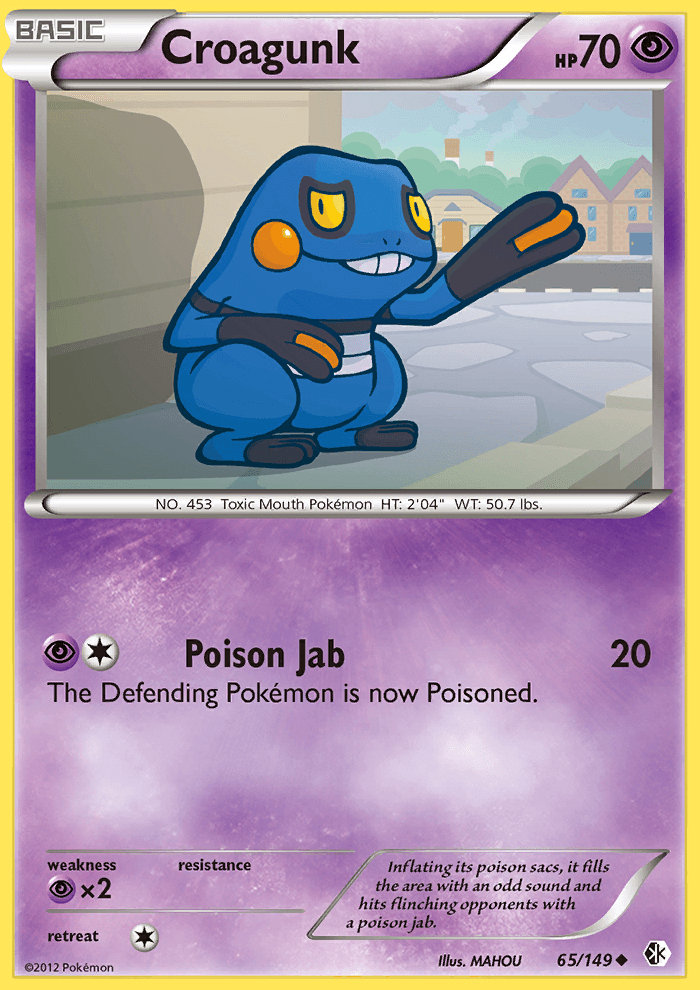 BASIC
Croagunk
HP70
NO. 453 Toxic Mouth Pokémon HT: 2'04" WT: 50.7 lbs.
Poison Jab 20
The Defending Pokémon is now Poisoned.
weakness resistance
×2
retreat
Inflating its poison sacs, it fills
the area with an odd sound and
hits flinching opponents with
a poison jab.
Illus. MAHOU 65/149
©2012 Pokémon